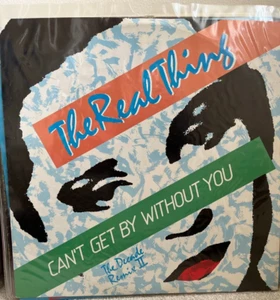 The Real Thing
CAN'T GET BY WITHOUT YOU
The Decade
Remix II